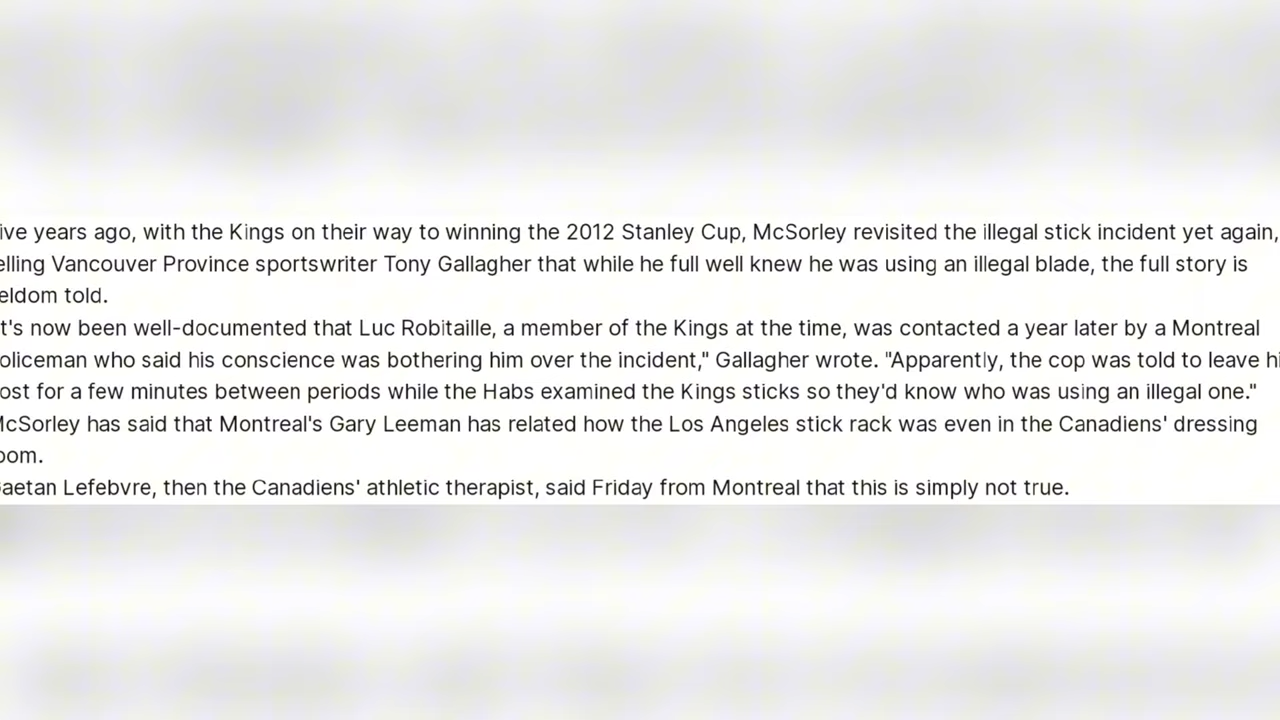 ive years ago, with the Kings on their way to winning the 2012 Stanley Cup, McSorley revisited the illegal stick incident yet again,
elling Vancouver Province sportswriter Tony Gallagher that while he full well knew he was using an illegal blade, the full story is
eldom told.
t's now been well-documented that Luc Robitaille, a member of the Kings at the time, was contacted a year later by a Montreal
oliceman who said his conscience was bothering him over the incident," Gallagher wrote. "Apparently, the cop was told to leave hi
ost for a few minutes between periods while the Habs examined the Kings sticks so they'd know who was using an illegal one."
McSorley has said that Montreal's Gary Leeman has related how the Los Angeles stick rack was even in the Canadiens' dressing
oom.
Gaetan Lefebvre, then the Canadiens' athletic therapist, said Friday from Montreal that this is simply not true.